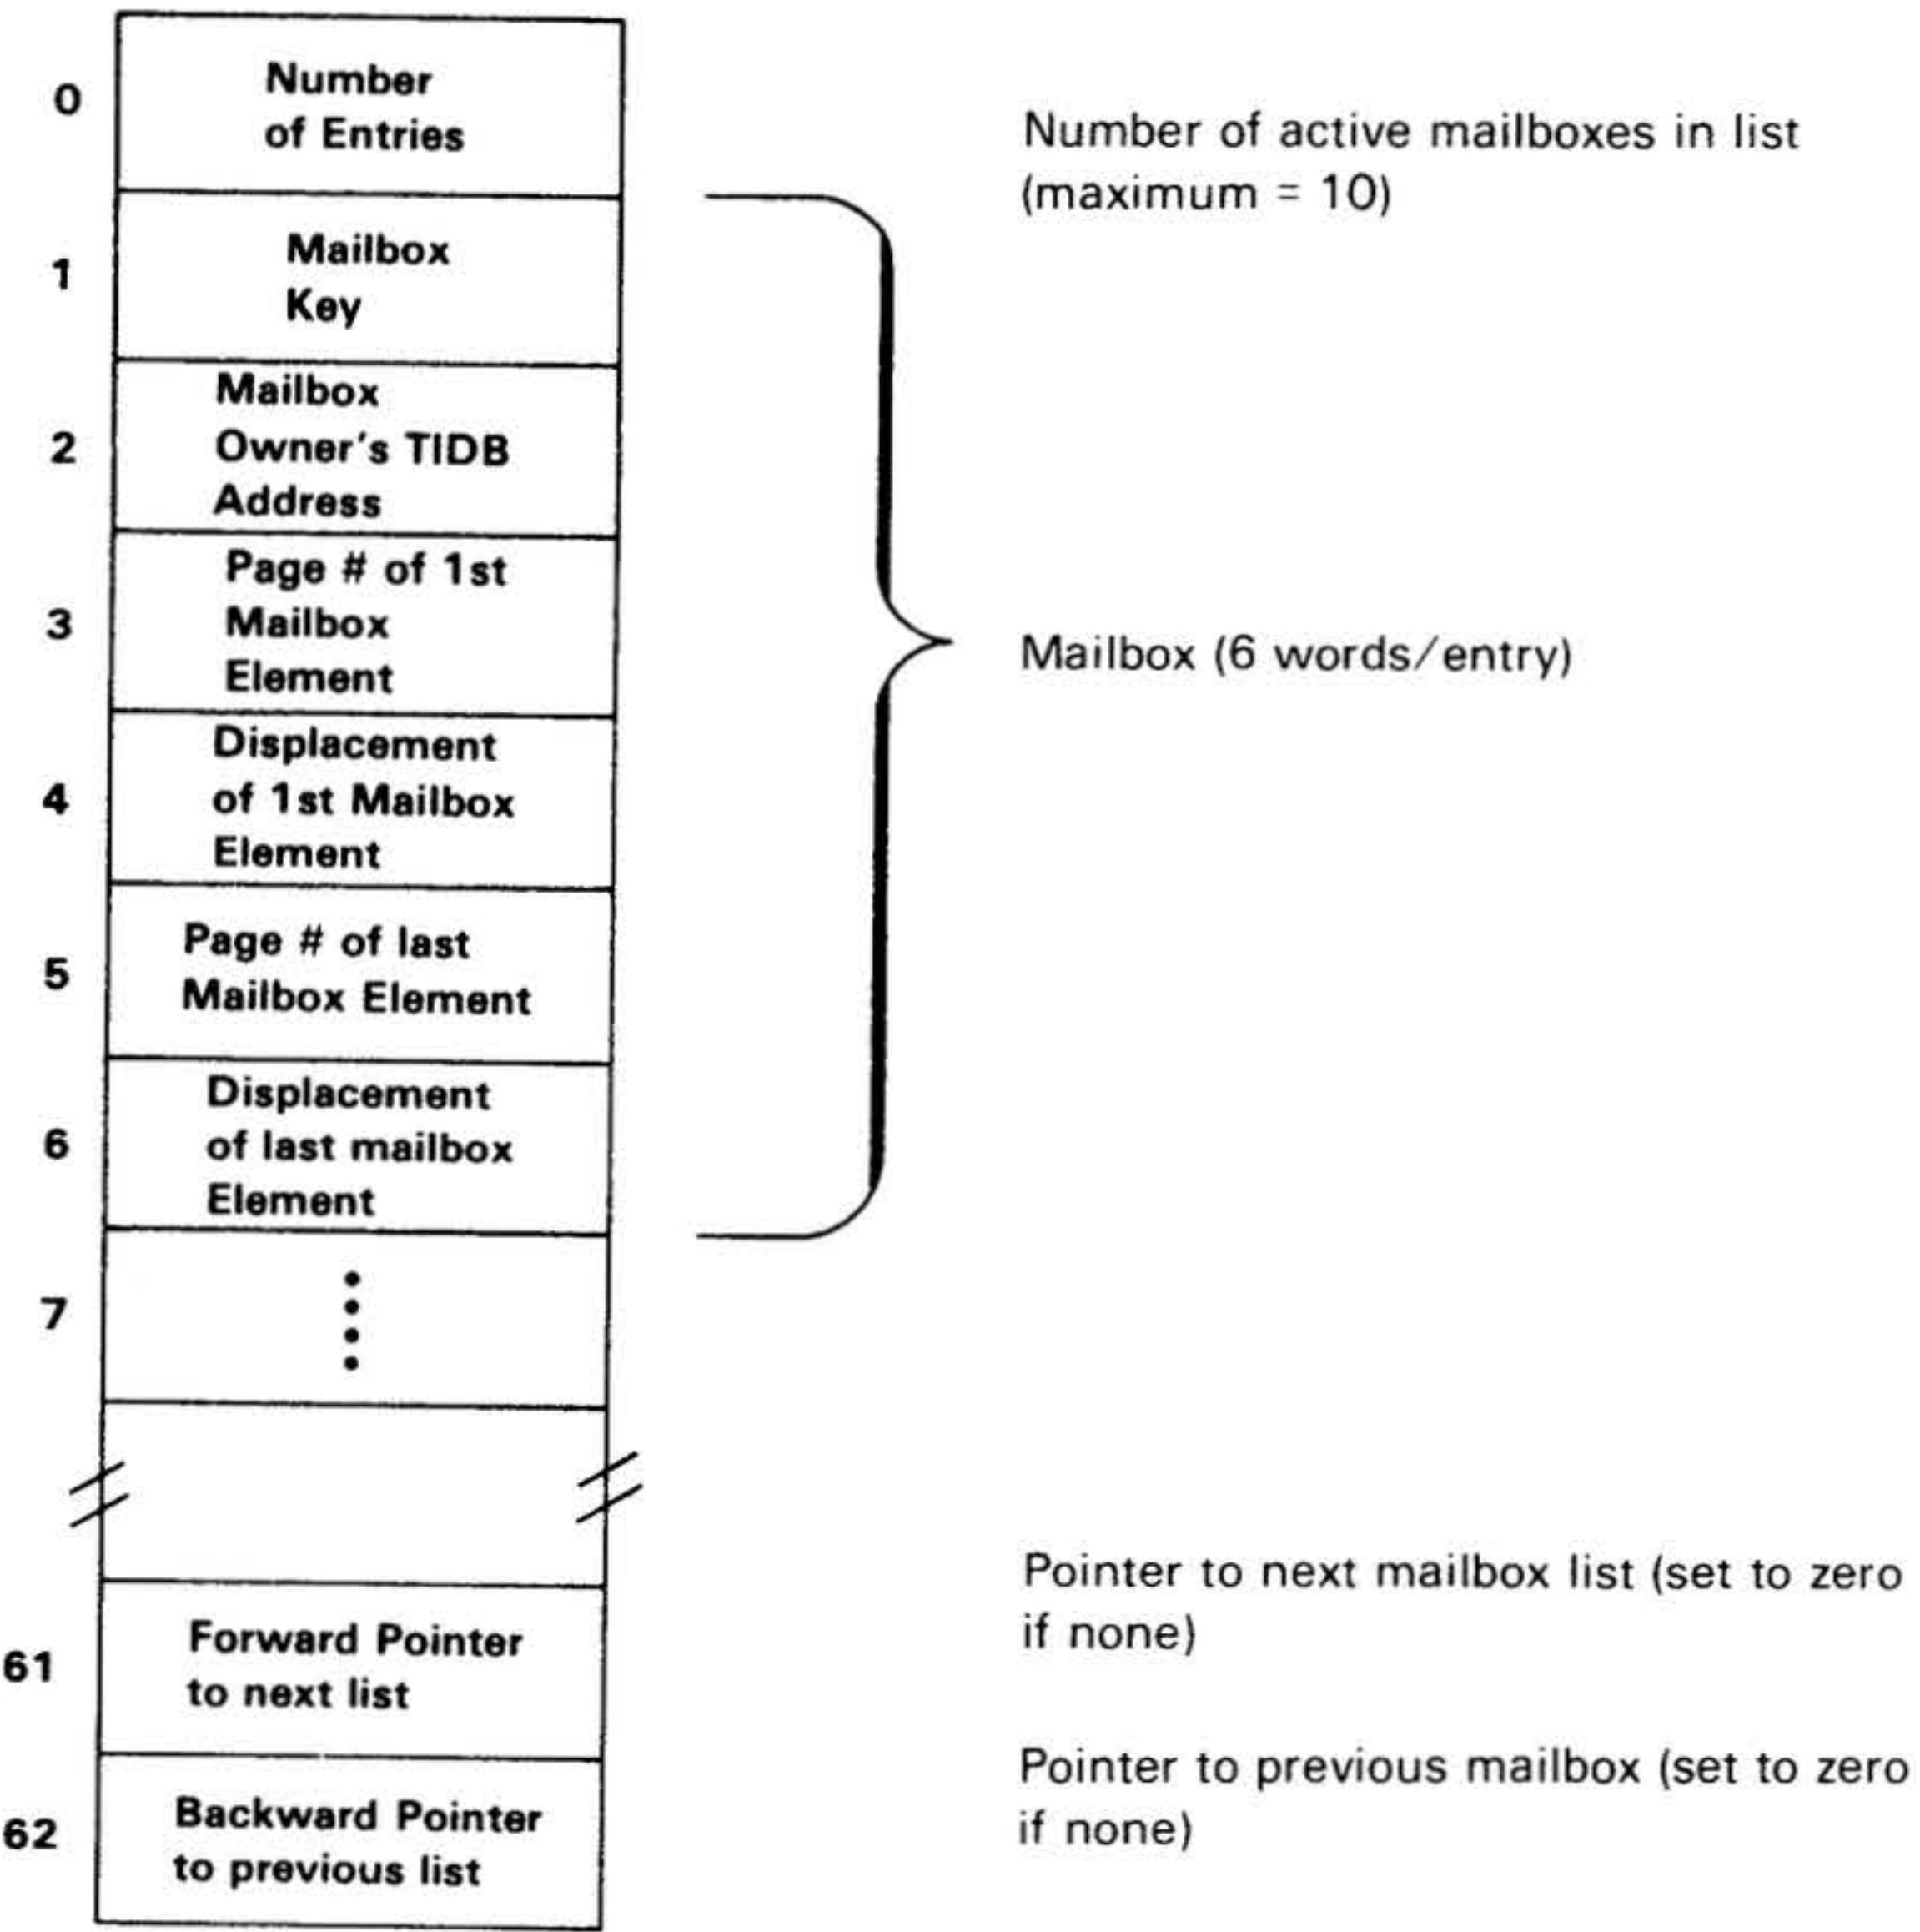 0
Number
of Entries
Number of active mailboxes in list
(maximum = 10)
1
Mailbox
Key
2
Mailbox
Owner's TIDB
Address
3
Page # of 1st
Mailbox
Element
Mailbox (6 words/entry)
4
Displacement
of 1st Mailbox
Element
5
Page # of last
Mailbox Element
6
Displacement
of last mailbox
Element
7
61
Forward Pointer
to next list
Pointer to next mailbox list (set to zero
if none)
62
Backward Pointer
to previous list
Pointer to previous mailbox (set to zero
if none)